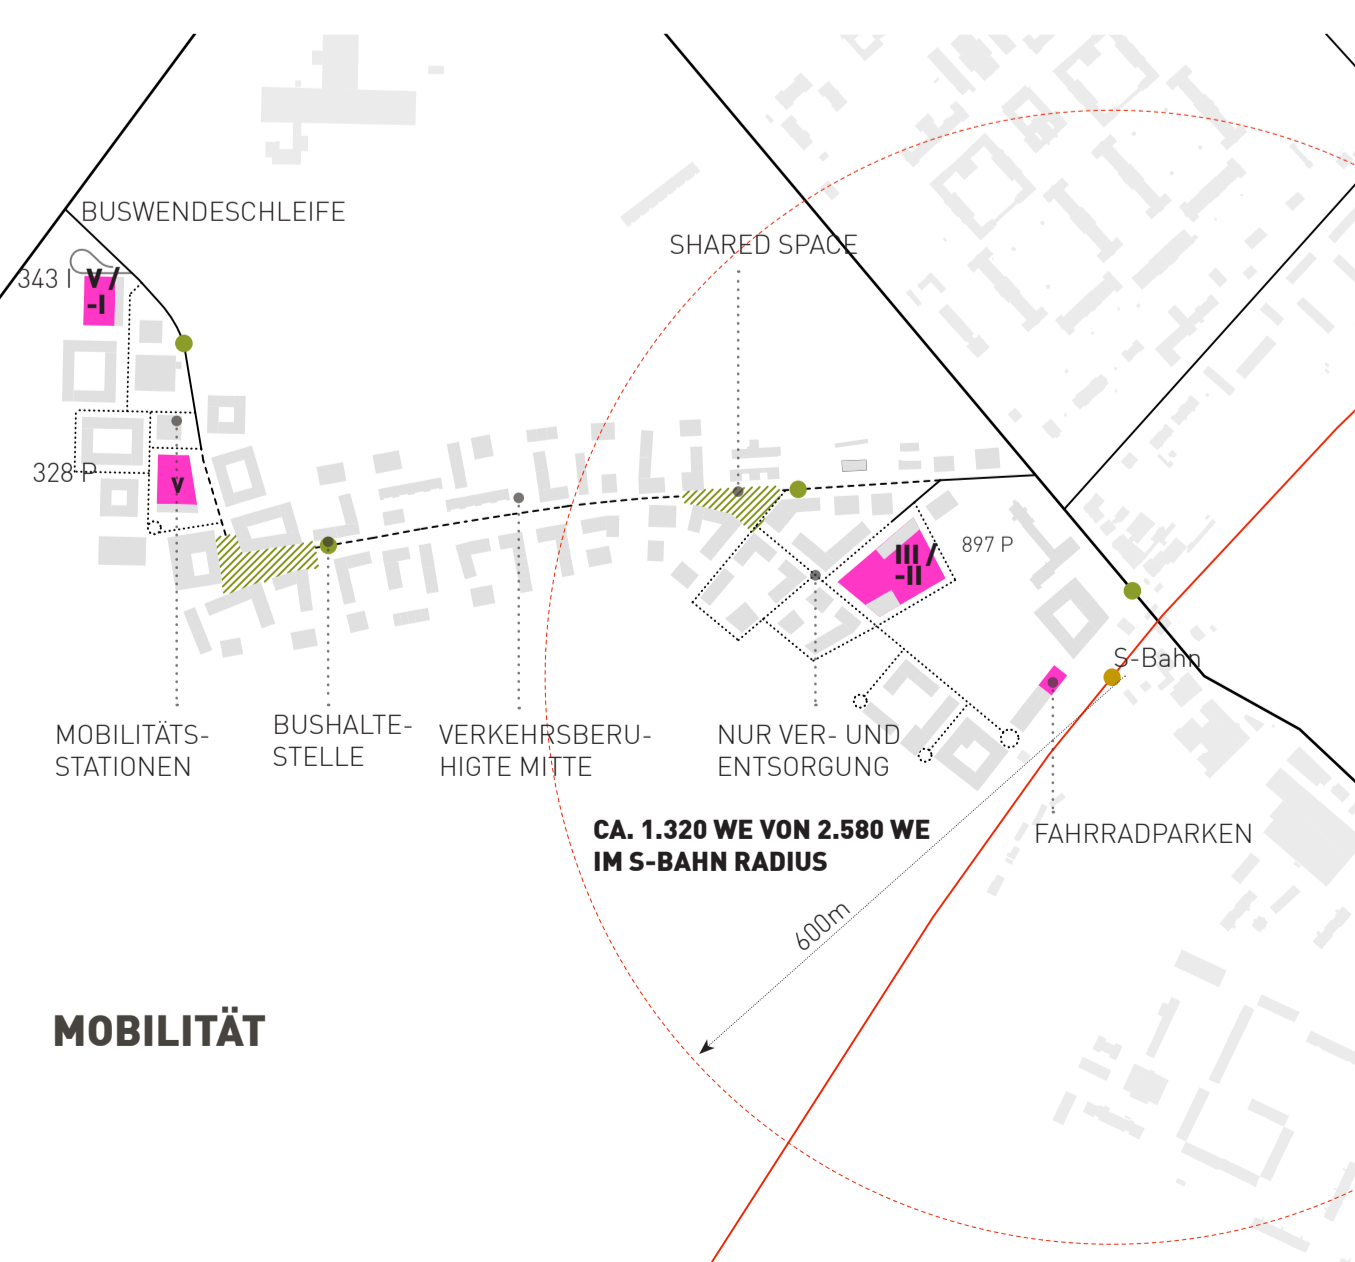 BUSWENDESCHLEIFE
SHARED SPACE
343 I
V /
-I
328 P
V
III /
-II
897 P
S-Bahn
MOBILITÄTS-
STATIONEN
BUSHALTE-
STELLE
VERKEHRSBERU-
HIGTE MITTE
NUR VER- UND
ENTSORGUNG
FAHRRADPARKEN
CA. 1.320 WE VON 2.580 WE
IM S-BAHN RADIUS
600m
MOBILITÄT